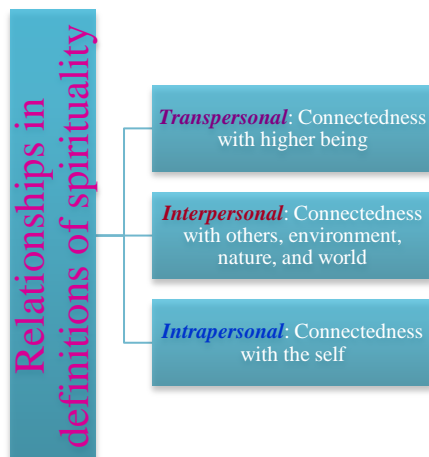 Relationships in
definitions of spirituality
Transpersonal: Connectedness
with higher being
Interpersonal: Connectedness
with others, environment,
nature, and world
Intrapersonal: Connectedness
with the self